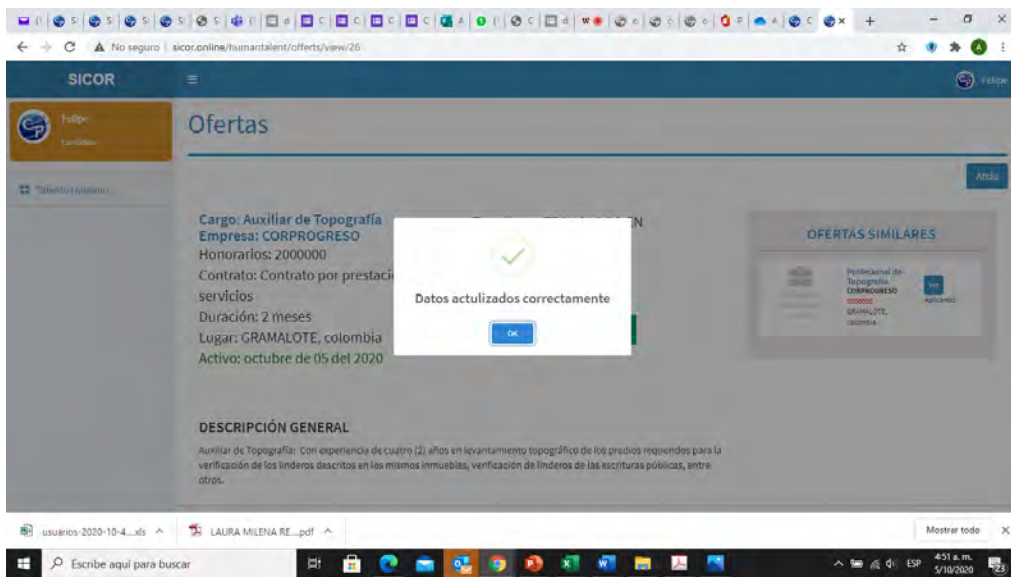 No seguro
sicor.online/humantalent/offerts/view/26
SICOR
Felipe
Felipe
Ofertas
Atrás
Cargo: Auxiliar de Topografía
Empresa: CORPROGRESO
Honorarios: 2000000
Contrato: Contrato por prestaci
servicios
Duración: 2 meses
Lugar: GRAMALOTE, colombia
Activo: octubre de 05 del 2020
EN
Datos actulizados correctamente
OK
OFERTAS SIMILARES
Profesional de
Topografia
CORPROGRESO
GRAMALOTE,
colombia
Ver
Aplicando
DESCRIPCIÓN GENERAL
Auxiliar de Topografía: Con experiencia de cuatro (2) años en levantamiento topográfico de los predios requeridos para la
verificación de los linderos descritos en los mismos inmuebles, verificación de linderos de las escrituras públicas, entre
otros.
usuarios-2020-10-4....xls
LAURA MILENA RE....pdf
Mostrar todo
Escribe aquí para buscar
ESP
4:51 a. m.
5/10/2020
23